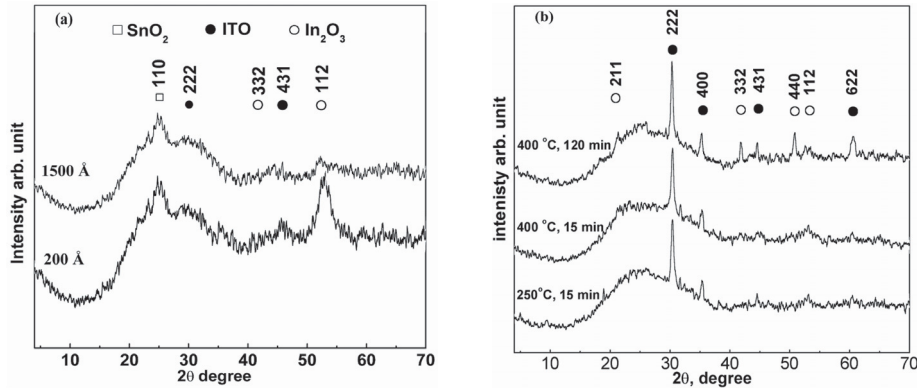 (a)
SnO2 ITO In2O3
110
222
332
431
112
1500 Å
200 Å
Intensity arb. unit
10 20 30 40 50 60 70
2θ degree
(b)
222
211
400
332
431
440
112
622
400 °C, 120 min
400 °C, 15 min
250°C, 15 min
intenisty arb. unit
10 20 30 40 50 60 70
2θ, degree